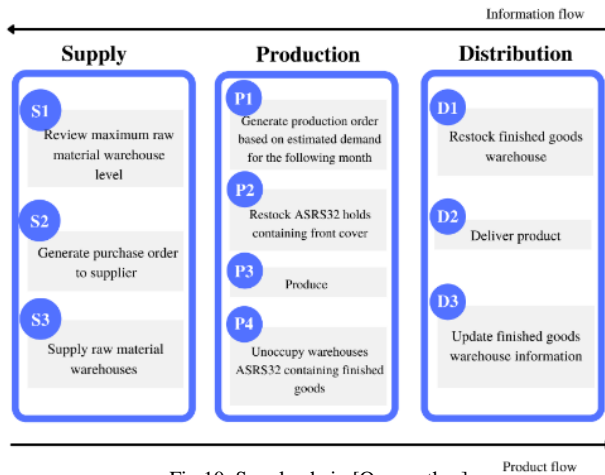 Information flow
Supply
Production
Distribution
S1
Review maximum raw
material warehouse
level
S2
Generate purchase order
to supplier
S3
Supply raw material
warehouses
P1
Generate production order
based on estimated demand
for the following month
P2
Restock ASRS32 holds
containing front cover
P3
Produce
P4
Unoccupy warehouses
ASRS32 containing finished
goods
D1
Restock finished goods
warehouse
D2
Deliver product
D3
Update finished goods
warehouse information
Product flow